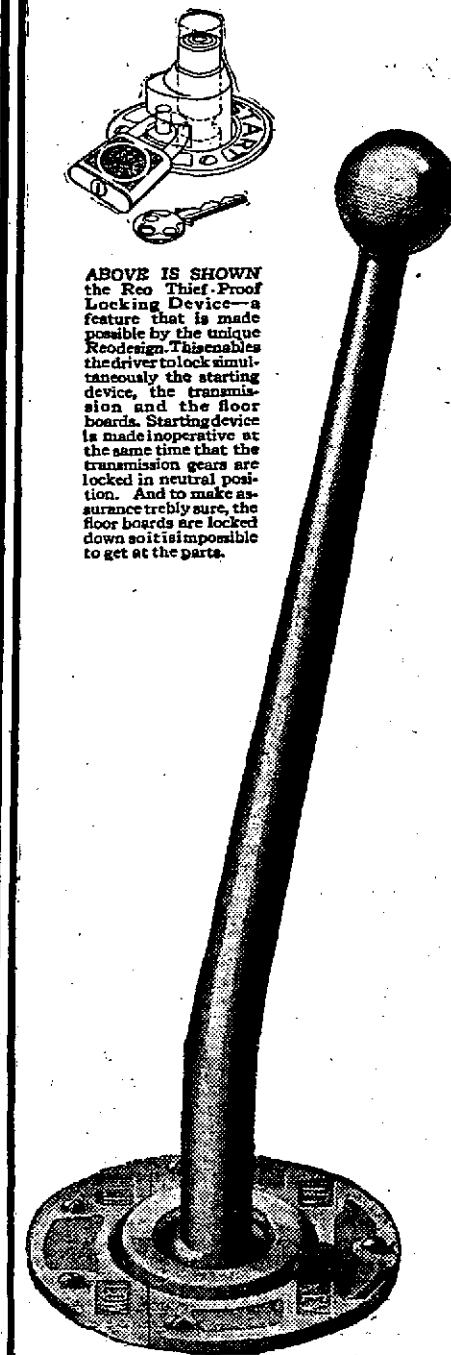 START
ABOVE IS SHOWN
the Reo Thief-Proof
Locking Device—a
feature that is made
possible by the unique
Reo design. This enables
the driver to lock simul-
taneously the starting
device, the transmis-
sion and the floor
boards. Starting device
is made inoperative at
the same time that the
transmission gears are
locked in neutral posi-
tion. And to make as-
surance trebly sure, the
floor boards are locked
down so it is impossible
to get at the parts.